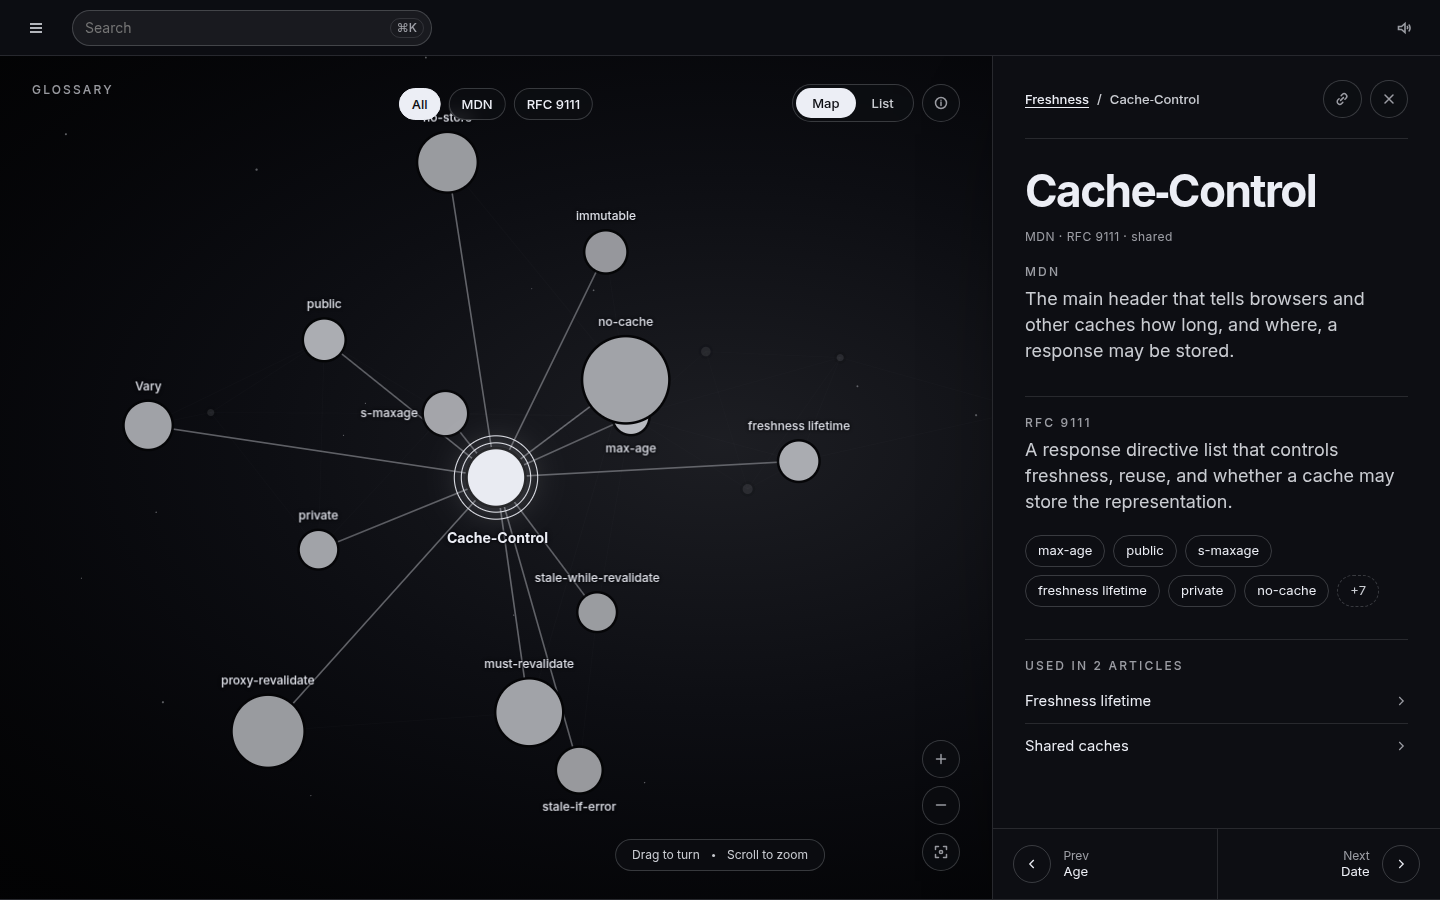 Search
⌘K
GLOSSARY
All
MDN
RFC 9111
Map
List
no-store
immutable
public
no-cache
Vary
s-maxage
freshness lifetime
max-age
private
Cache-Control
stale-while-revalidate
must-revalidate
proxy-revalidate
stale-if-error
Drag to turn • Scroll to zoom
Freshness / Cache-Control
Cache-Control
MDN · RFC 9111 · shared
MDN
The main header that tells browsers and
other caches how long, and where, a
response may be stored.
RFC 9111
A response directive list that controls
freshness, reuse, and whether a cache may
store the representation.
max-age
public
s-maxage
freshness lifetime
private
no-cache
+7
USED IN 2 ARTICLES
Freshness lifetime
Shared caches
Prev
Age
Next
Date